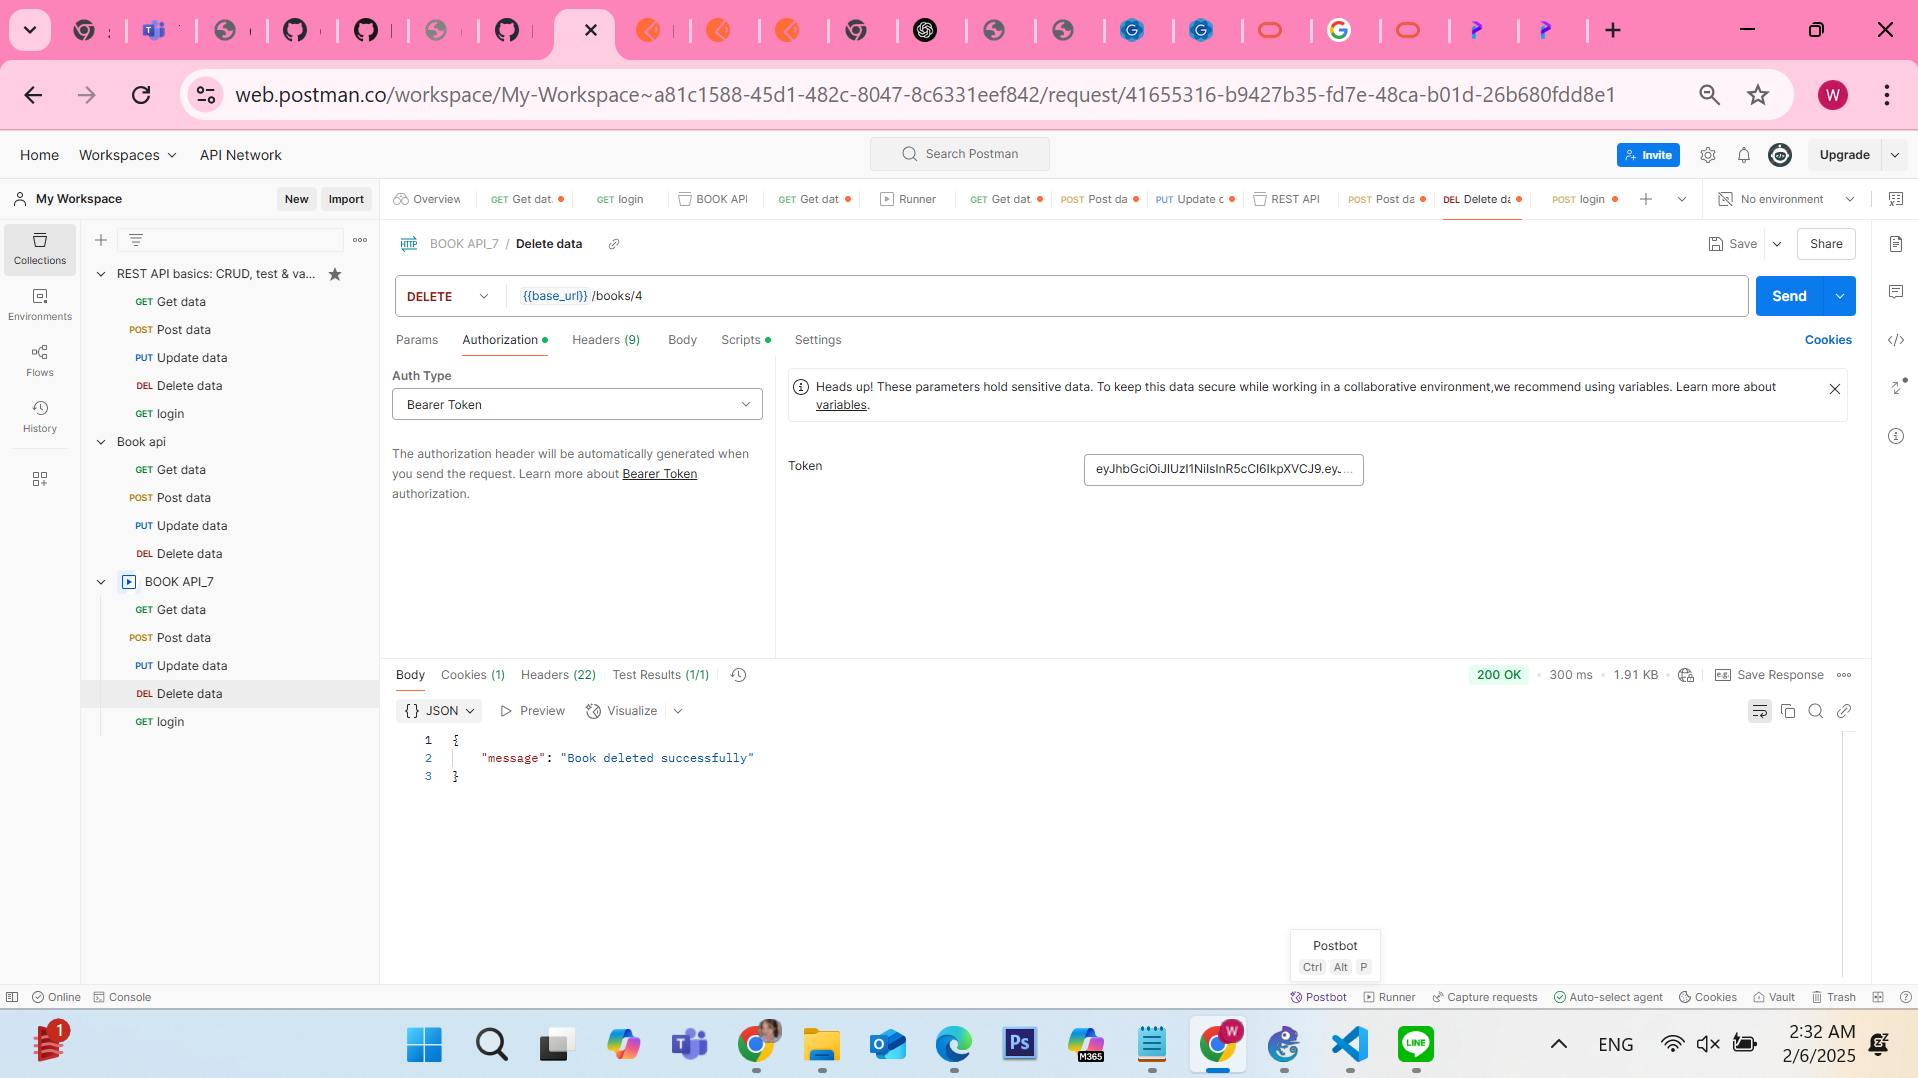 web.postman.co/workspace/My-Workspace~a81c1588-45d1-482c-8047-8c6331eef842/request/41655316-b9427b35-fd7e-48ca-b01d-26b680fdd8e1
W
Home Workspaces API Network
Search Postman
Invite
Upgrade
My Workspace
New Import
Overview
GET Get dat
GET login
BOOK API
GET Get dat
Runner
GET Get dat
POST Post da
PUT Update c
REST API
POST Post da
DEL Delete da
POST login
No environment
Collections
Environments
Flows
History
REST API basics: CRUD, test & va...
GET Get data
POST Post data
PUT Update data
DEL Delete data
GET login
Book api
GET Get data
POST Post data
PUT Update data
DEL Delete data
BOOK API_7
GET Get data
POST Post data
PUT Update data
DEL Delete data
GET login
HTTP BOOK API_7 / Delete data
Save Share
DELETE {{base_url}} /books/4
Send
Params Authorization Headers (9) Body Scripts Settings
Cookies
Auth Type
Bearer Token
The authorization header will be automatically generated when
you send the request. Learn more about Bearer Token
authorization.
Heads up! These parameters hold sensitive data. To keep this data secure while working in a collaborative environment,we recommend using variables. Learn more about
variables.
Token
Body Cookies (1) Headers (22) Test Results (1/1)
200 OK 300 ms 1.91 KB Save Response
{} JSON Preview Visualize
1 {
2 "message": "Book deleted successfully"
3 }
Postbot
Ctrl Alt P
Online Console
Postbot Runner Capture requests Auto-select agent Cookies Vault Trash
1
Ps
M365
W
LINE
ENG
2:32 AM
2/6/2025